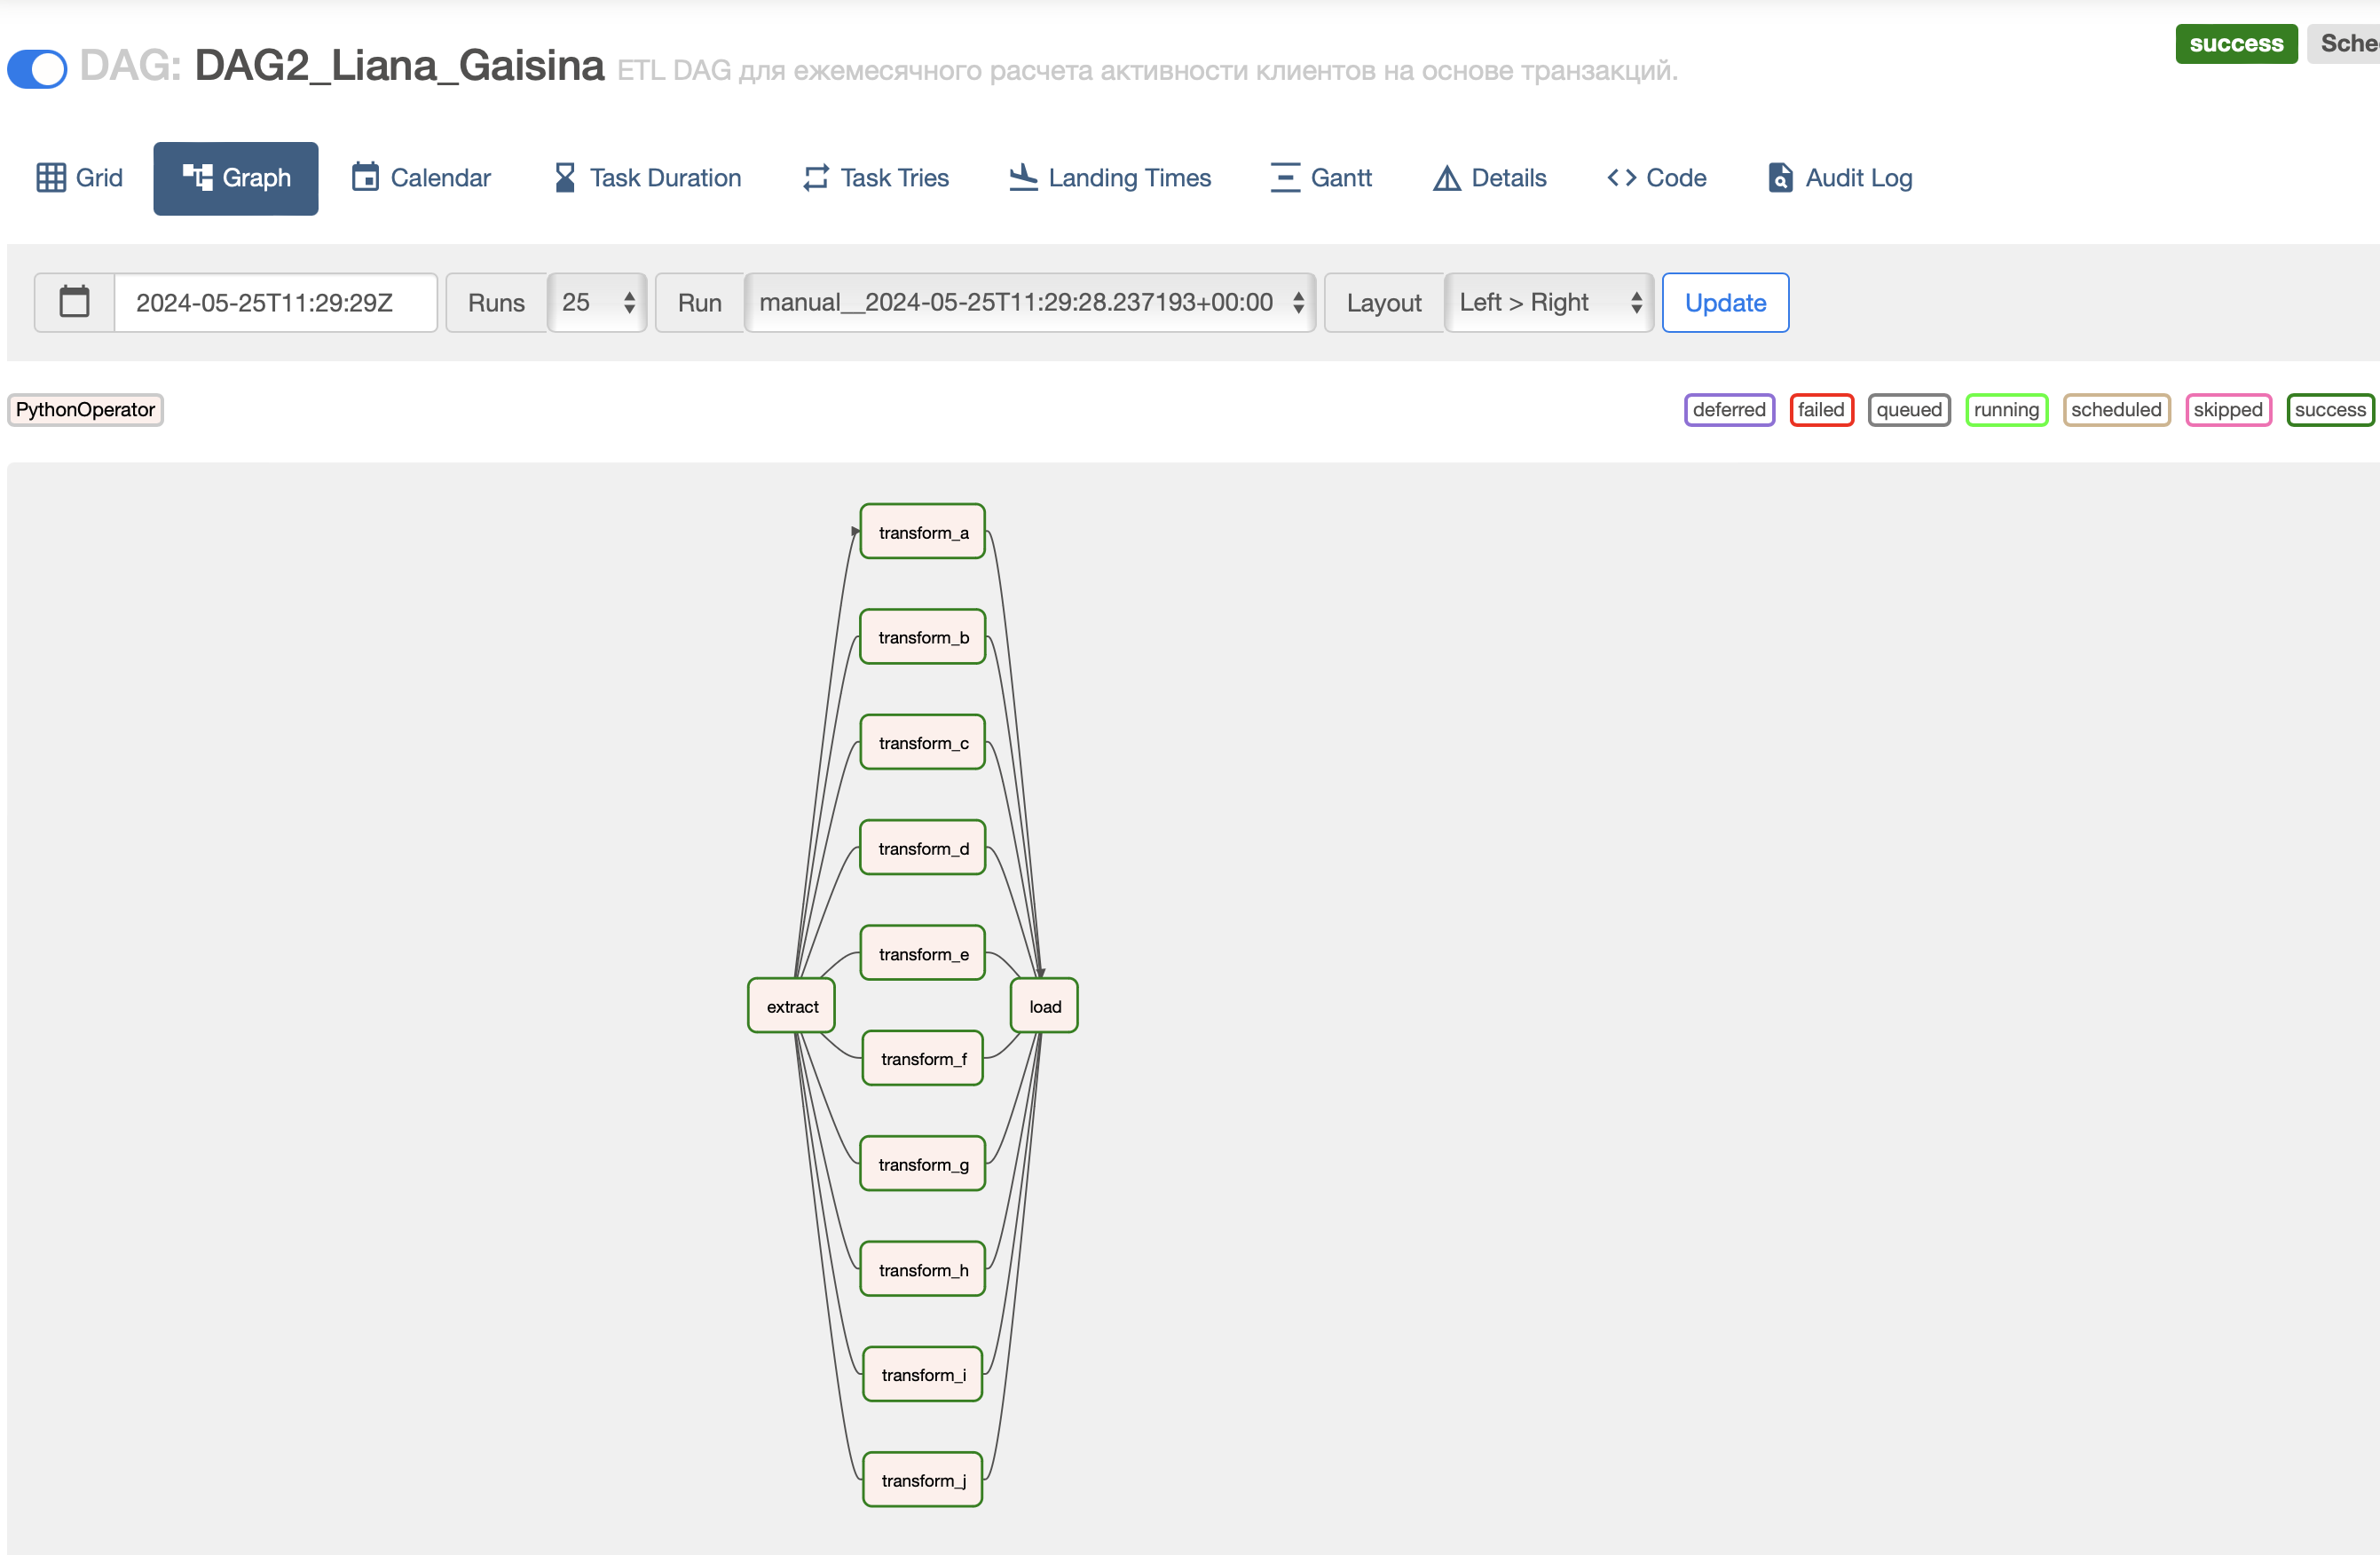 DAG: DAG2_Liana_Gaisina ETL DAG для ежемесячного расчета активности клиентов на основе транзакций. success
Grid Graph Calendar Task Duration Task Tries Landing Times Gantt Details Code Audit Log
2024-05-25T11:29:29Z Runs 25 Run manual__2024-05-25T11:29:28.237193+00:00 Layout Left > Right Update
PythonOperator deferred failed queued running scheduled skipped success
transform_a
transform_b
transform_c
transform_d
transform_e
extract load
transform_f
transform_g
transform_h
transform_i
transform_j